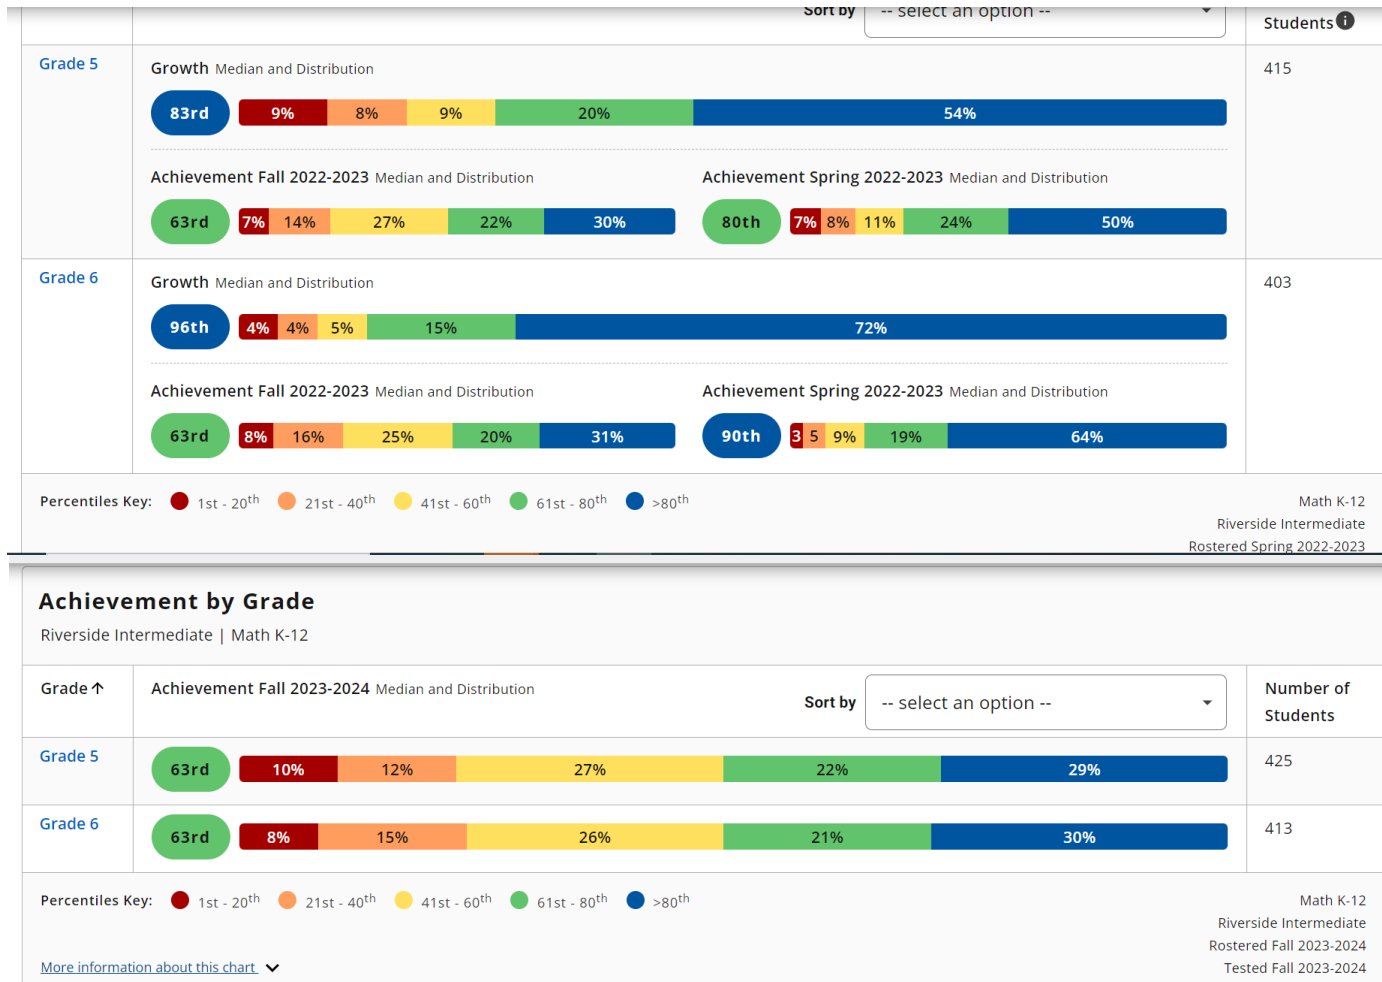 Sort by -- select an option --
Students i
Grade 5 Growth Median and Distribution 415
83rd 9% 8% 9% 20% 54%
Achievement Fall 2022-2023 Median and Distribution Achievement Spring 2022-2023 Median and Distribution
63rd 7% 14% 27% 22% 30% 80th 7% 8% 11% 24% 50%
Grade 6 Growth Median and Distribution 403
96th 4% 4% 5% 15% 72%
Achievement Fall 2022-2023 Median and Distribution Achievement Spring 2022-2023 Median and Distribution
63rd 8% 16% 25% 20% 31% 90th 3 5 9% 19% 64%
Percentiles Key: 1st - 20th 21st - 40th 41st - 60th 61st - 80th >80th Math K-12
Riverside Intermediate
Rostered Spring 2022-2023
Achievement by Grade
Riverside Intermediate | Math K-12
Grade Achievement Fall 2023-2024 Median and Distribution Sort by -- select an option -- Number of
Students
Grade 5 63rd 10% 12% 27% 22% 29% 425
Grade 6 63rd 8% 15% 26% 21% 30% 413
Percentiles Key: 1st - 20th 21st - 40th 41st - 60th 61st - 80th >80th Math K-12
Riverside Intermediate
Rostered Fall 2023-2024
More information about this chart Tested Fall 2023-2024